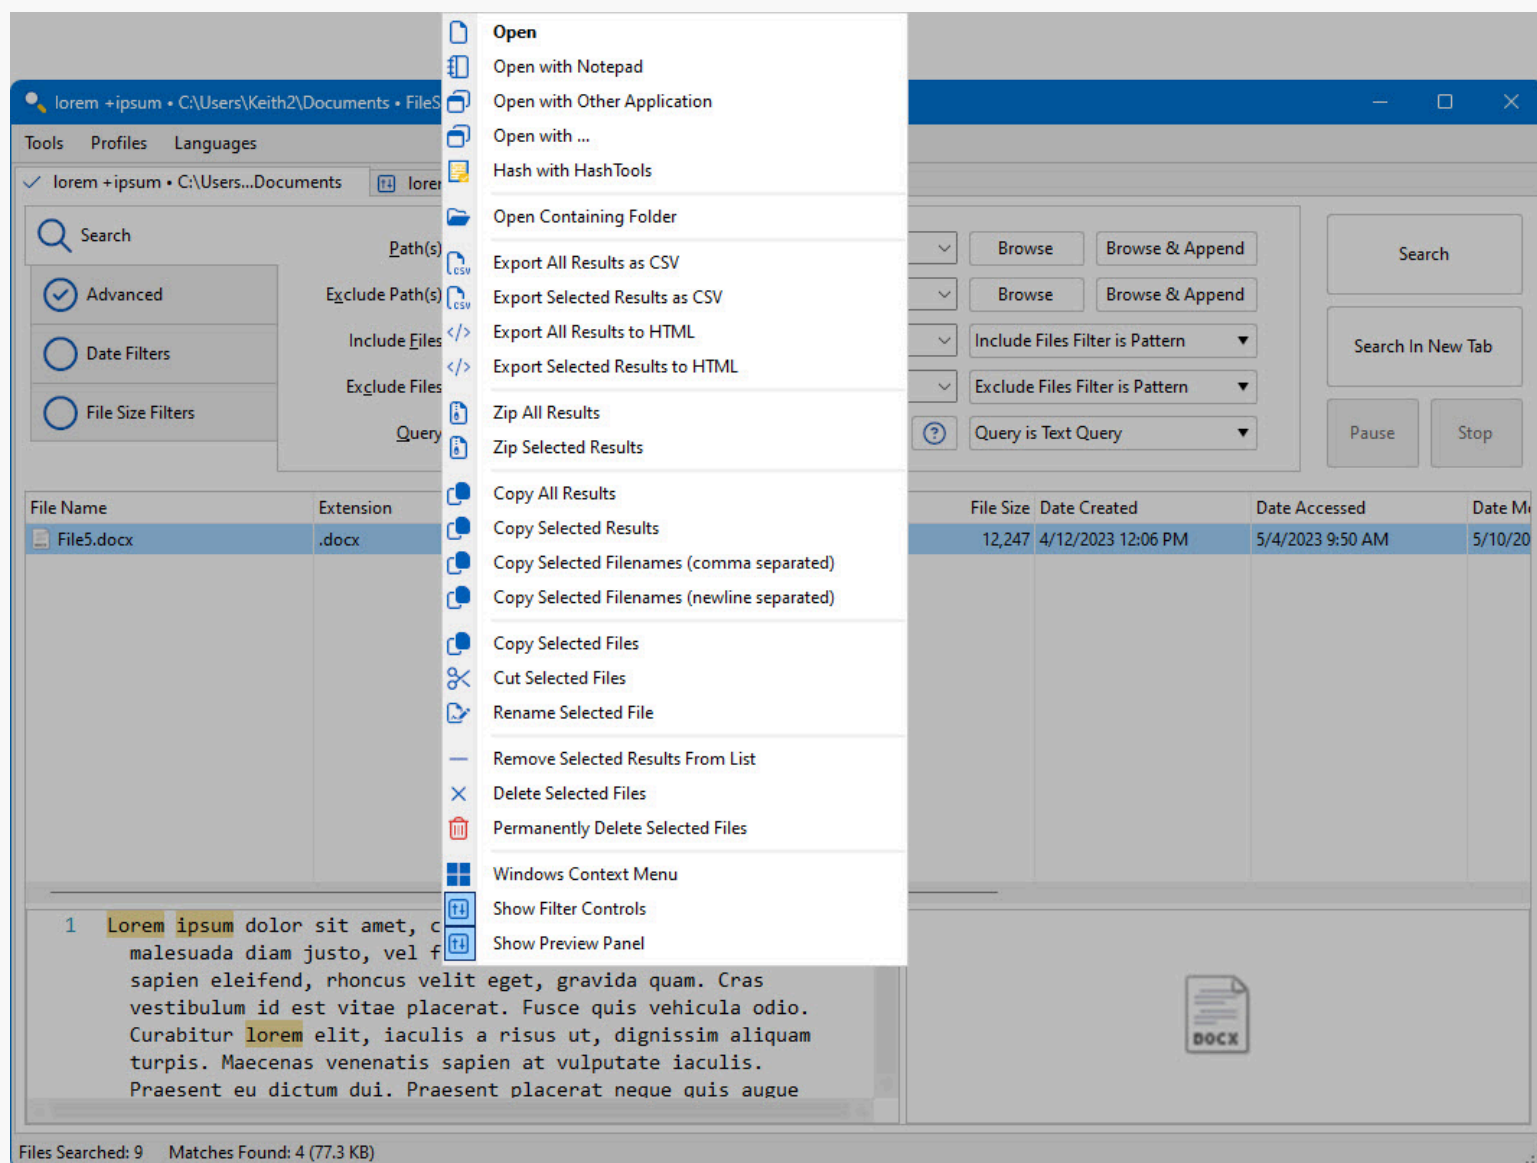 Open
Open with Notepad
lorem +ipsum • C:\Users\Keith2\Documents • FileS
Open with Other Application
Tools Profiles Languages
Open with ...
lorem +ipsum • C:\Users...Documents
Hash with HashTools
Search
Open Containing Folder
Path(s)
Browse
Browse & Append
Search
Export All Results as CSV
Advanced
Exclude Path(s)
Export Selected Results as CSV
Browse
Browse & Append
Include Files
Export All Results to HTML
Include Files Filter is Pattern
Search In New Tab
Date Filters
Export Selected Results to HTML
Exclude Files
Exclude Files Filter is Pattern
File Size Filters
Zip All Results
Query
Query is Text Query
Pause
Stop
Zip Selected Results
Copy All Results
File Name Extension File Size Date Created Date Accessed
Copy Selected Results
File5.docx .docx 12,247 4/12/2023 12:06 PM 5/4/2023 9:50 AM 5/10/20
Copy Selected Filenames (comma separated)
Copy Selected Filenames (newline separated)
Copy Selected Files
Cut Selected Files
Rename Selected File
Remove Selected Results From List
Delete Selected Files
Permanently Delete Selected Files
Windows Context Menu
Show Filter Controls
Show Preview Panel
1 Lorem ipsum dolor sit amet, c
malesuada diam justo, vel f
sapien eleifend, rhoncus velit eget, gravida quam. Cras
vestibulum id est vitae placerat. Fusce quis vehicula odio.
Curabitur lorem elit, iaculis a risus ut, dignissim aliquam
turpis. Maecenas venenatis sapien at vulputate iaculis.
Praesent eu dictum dui. Praesent placerat neque quis augue
DOCX
Files Searched: 9 Matches Found: 4 (77.3 KB)